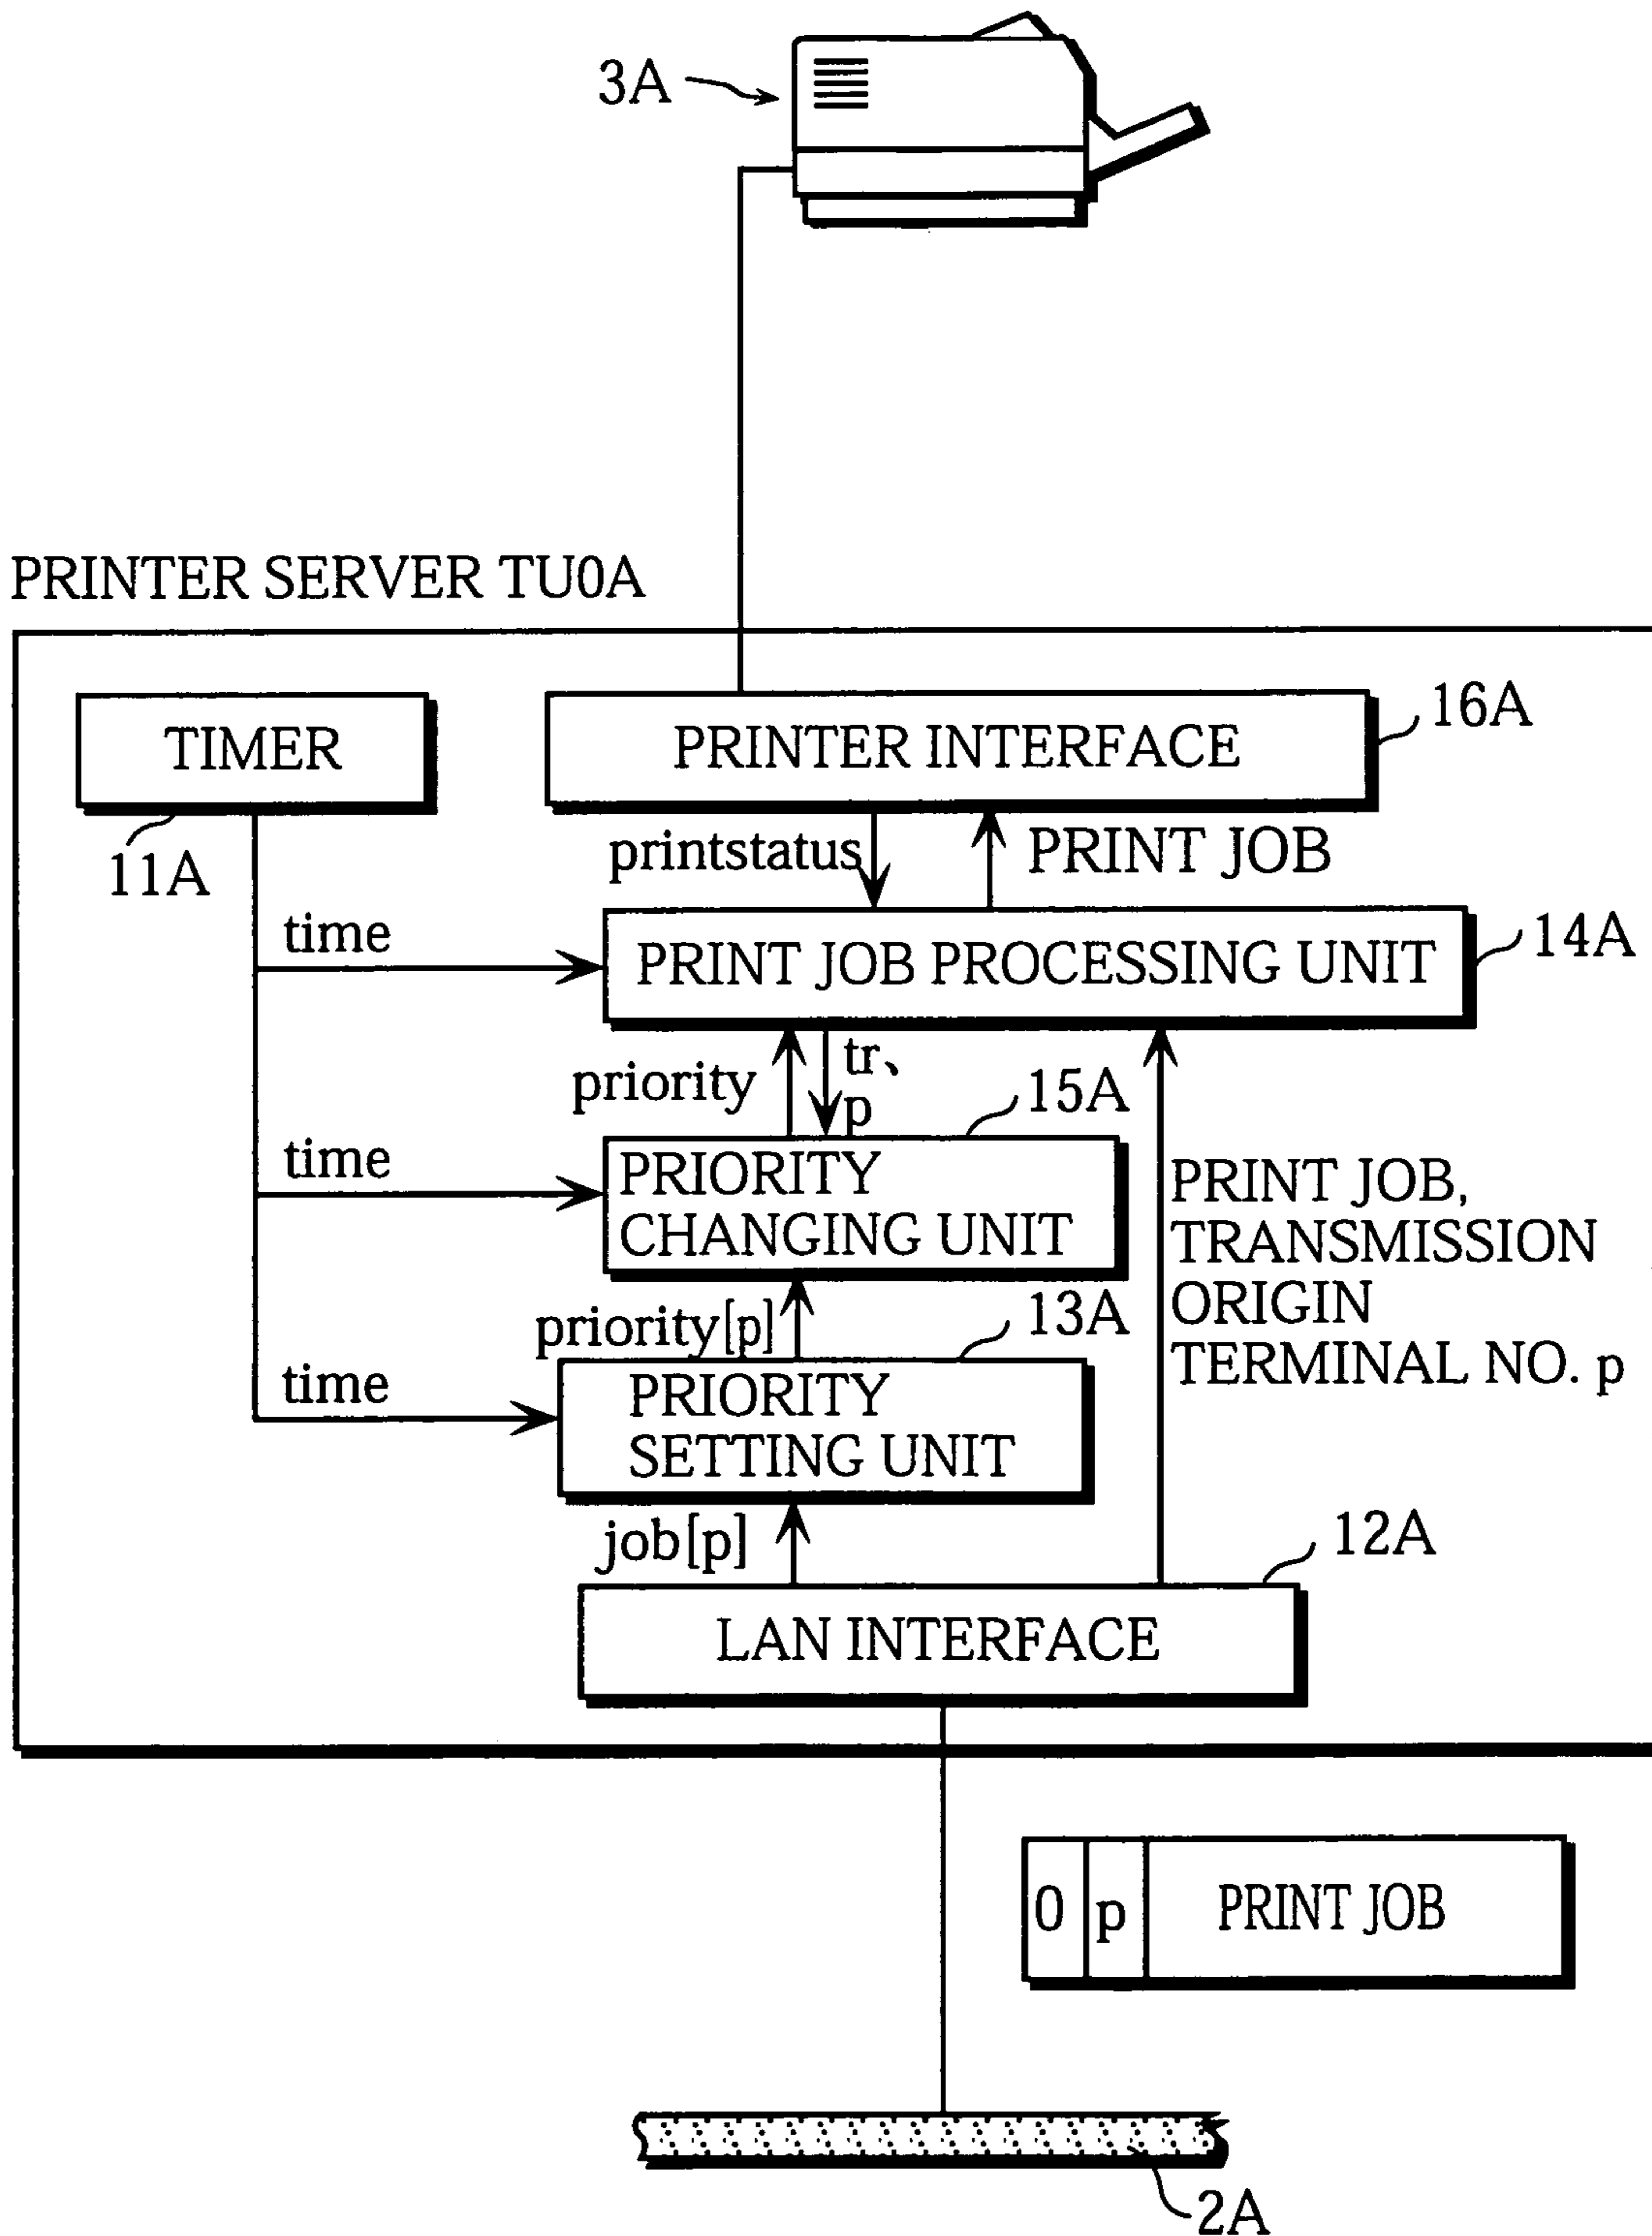 3A
PRINTER SERVER TU0A
TIMER
11A
PRINTER INTERFACE
16A
printstatus
PRINT JOB
time
PRINT JOB PROCESSING UNIT
14A
priority
tr、
p
15A
time
PRIORITY
CHANGING UNIT
PRINT JOB,
TRANSMISSION
ORIGIN
TERMINAL NO. p
priority[p]
13A
time
PRIORITY
SETTING UNIT
job[p]
12A
LAN INTERFACE
0 p PRINT JOB
2A